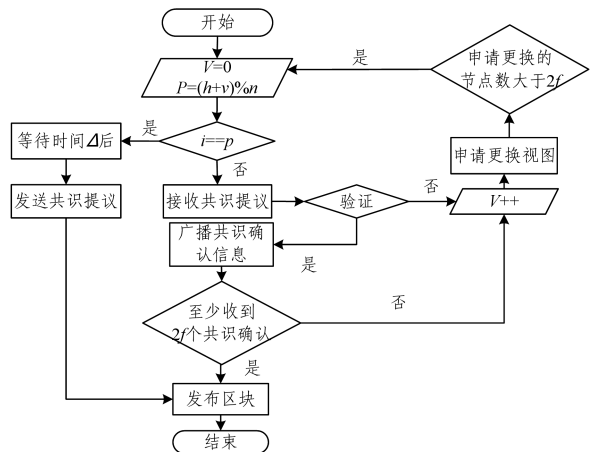 开始
V=0
P=(h+v)%n
是
申请更换的
节点数大于2f
i==p
是
等待时间Δ后
否
申请更换视图
发送共识提议
接收共识提议
验证
否
V++
广播共识确
认信息
是
至少收到
2f个共识确认
否
是
发布区块
结束